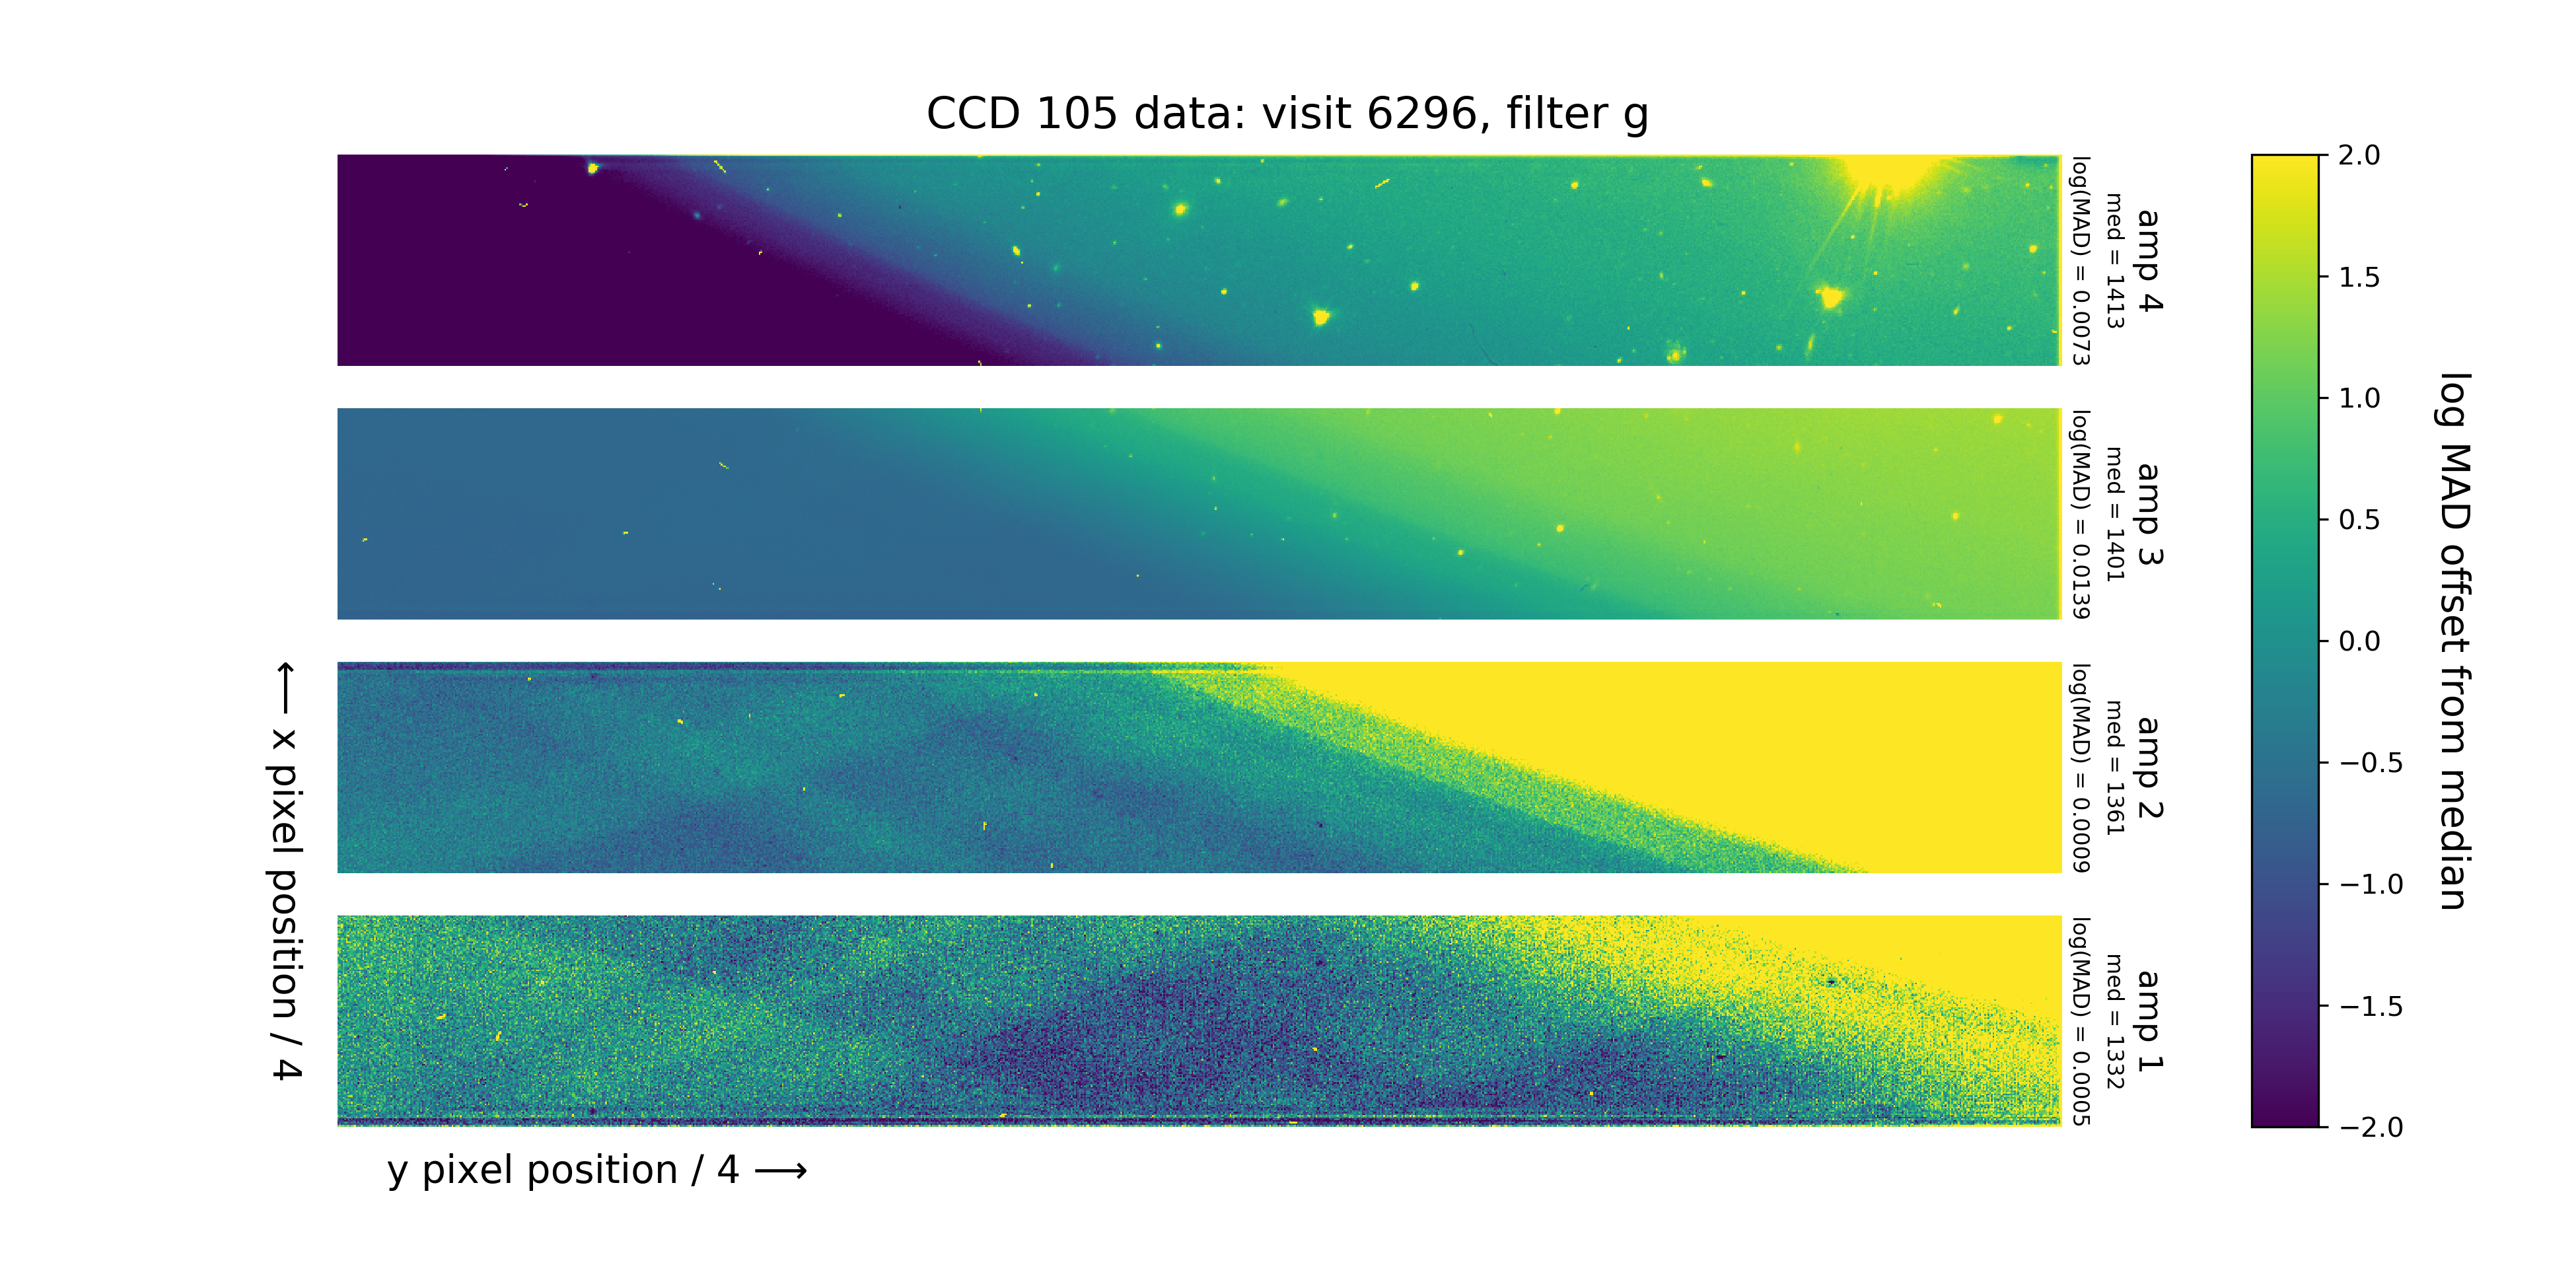 CCD 105 data: visit 6296, filter g
amp 4
med = 1413
log(MAD) = 0.0073
amp 3
med = 1401
log(MAD) = 0.0139
amp 2
med = 1361
log(MAD) = 0.0009
amp 1
med = 1332
log(MAD) = 0.0005
⟵ x pixel position / 4
y pixel position / 4 ⟶
2.0
1.5
1.0
0.5
0.0
−0.5
−1.0
−1.5
−2.0
log MAD offset from median